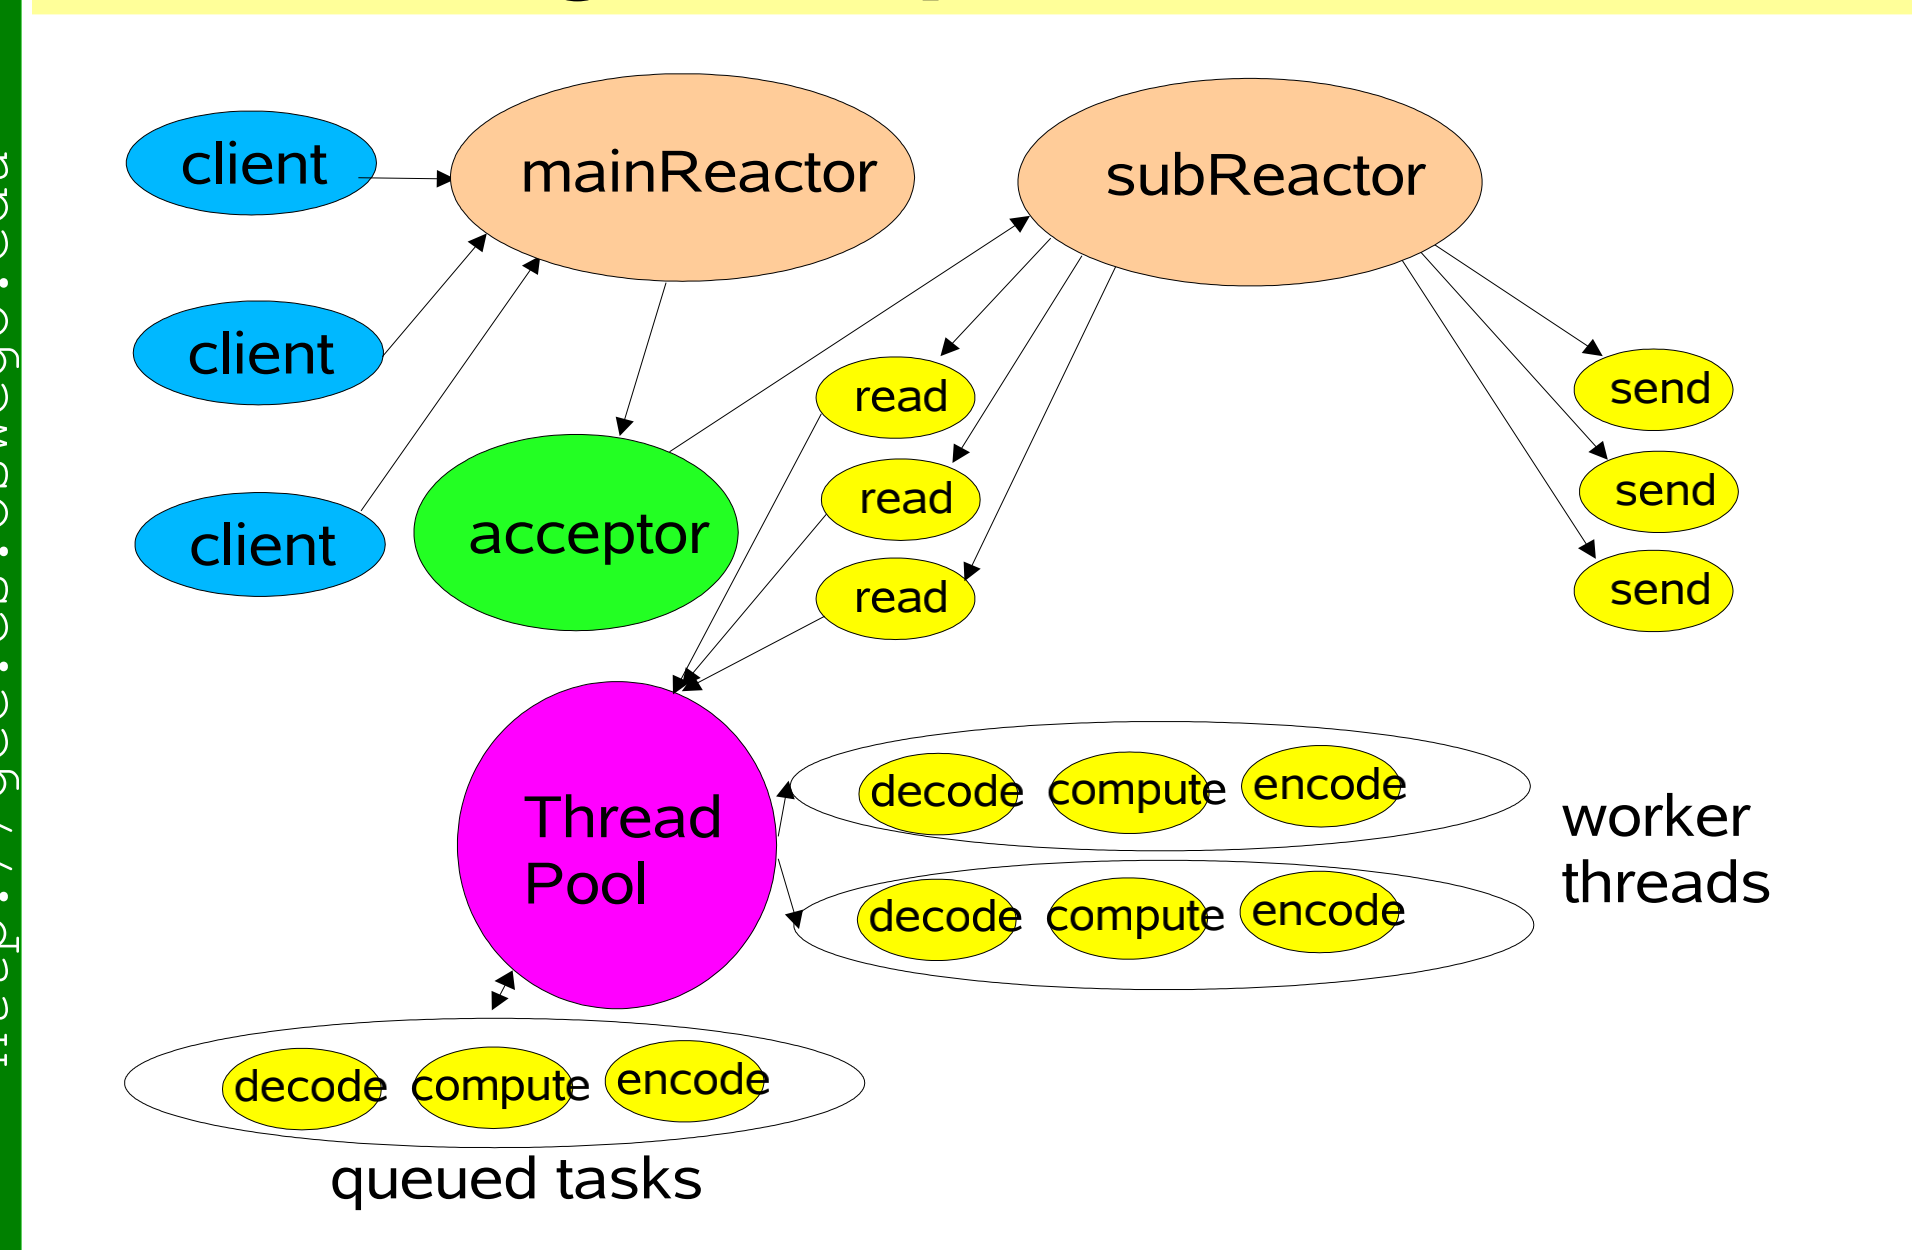 client
mainReactor
subReactor
client
client
acceptor
read
read
read
send
send
send
Thread
Pool
decode compute encode
decode compute encode
worker
threads
decode compute encode
queued tasks